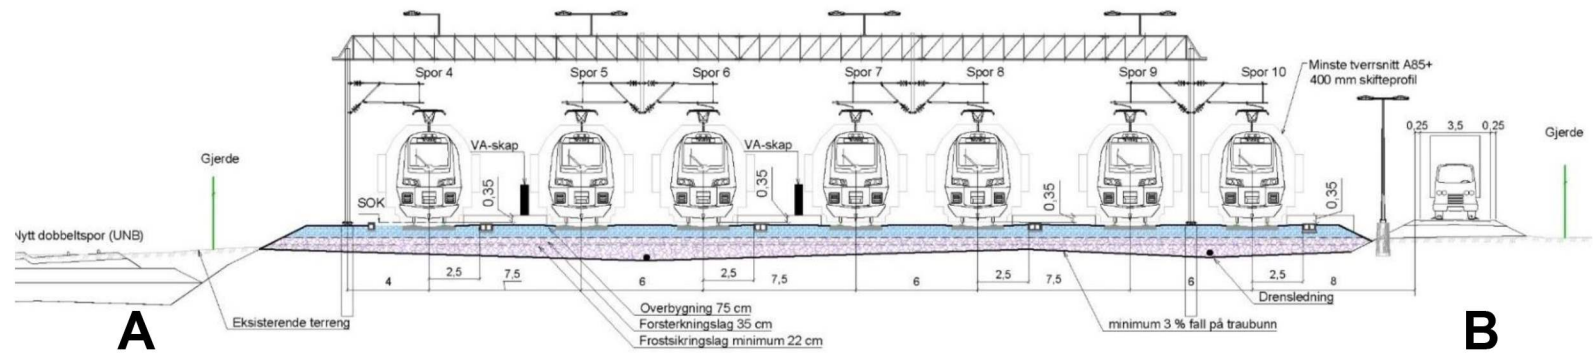 Spor 4
Spor 5
Spor 6
Spor 7
Spor 8
Spor 9
Spor 10
Minste tverrsnitt A85+
400 mm skifteprofil
0,25 3,5 0,25
Gjerde
VA-skap
VA-skap
Gjerde
SOK
0,35
0,35
0,35
0,35
Nytt dobbeltspor (UNB)
4
2,5
7,5
6
2,5
7,5
6
2,5
7,5
6
2,5
8
Drensledning
Overbygning 75 cm
Forsterkningslag 35 cm
Frostsikringslag minimum 22 cm
Eksisterende terreng
minimum 3 % fall på traubunn
A
B